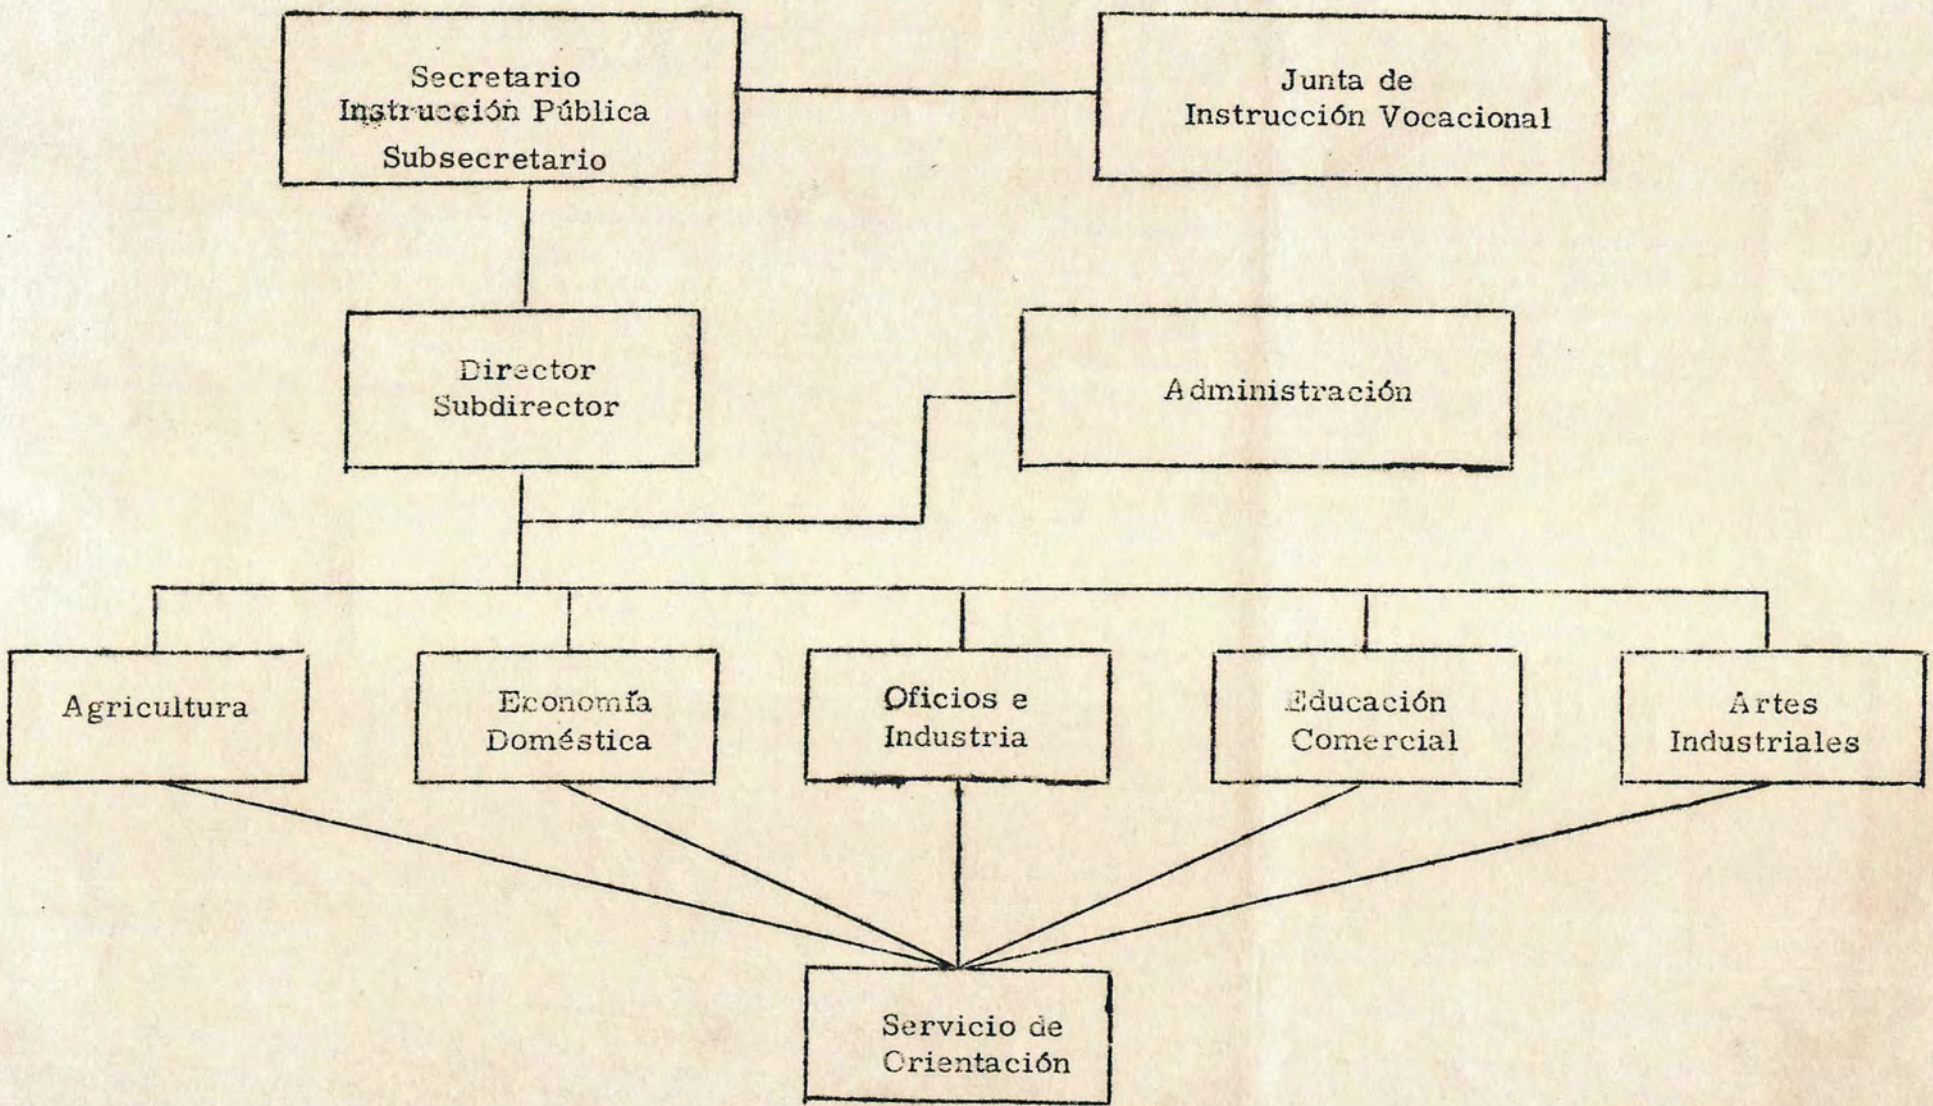 Secretario
Instrucción Pública
Subsecretario
Junta de
Instrucción Vocacional
Director
Subdirector
Administración
Agricultura
Economía
Doméstica
Oficios e
Industria
Educación
Comercial
Artes
Industriales
Servicio de
Orientación